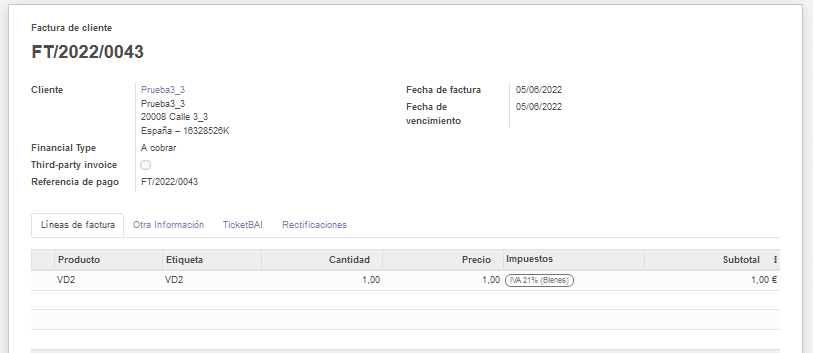 Factura de cliente
FT/2022/0043
Cliente Prueba3_3
Prueba3_3
20008 Calle 3_3
España – 16328526K
Fecha de factura 05/06/2022
Fecha de vencimiento 05/06/2022
Financial Type A cobrar
Third-party invoice
Referencia de pago FT/2022/0043
Líneas de factura Otra Información TicketBAI Rectificaciones
Producto Etiqueta Cantidad Precio Impuestos Subtotal
VD2 VD2 1,00 1,00 IVA 21% (Bienes) 1,00 €